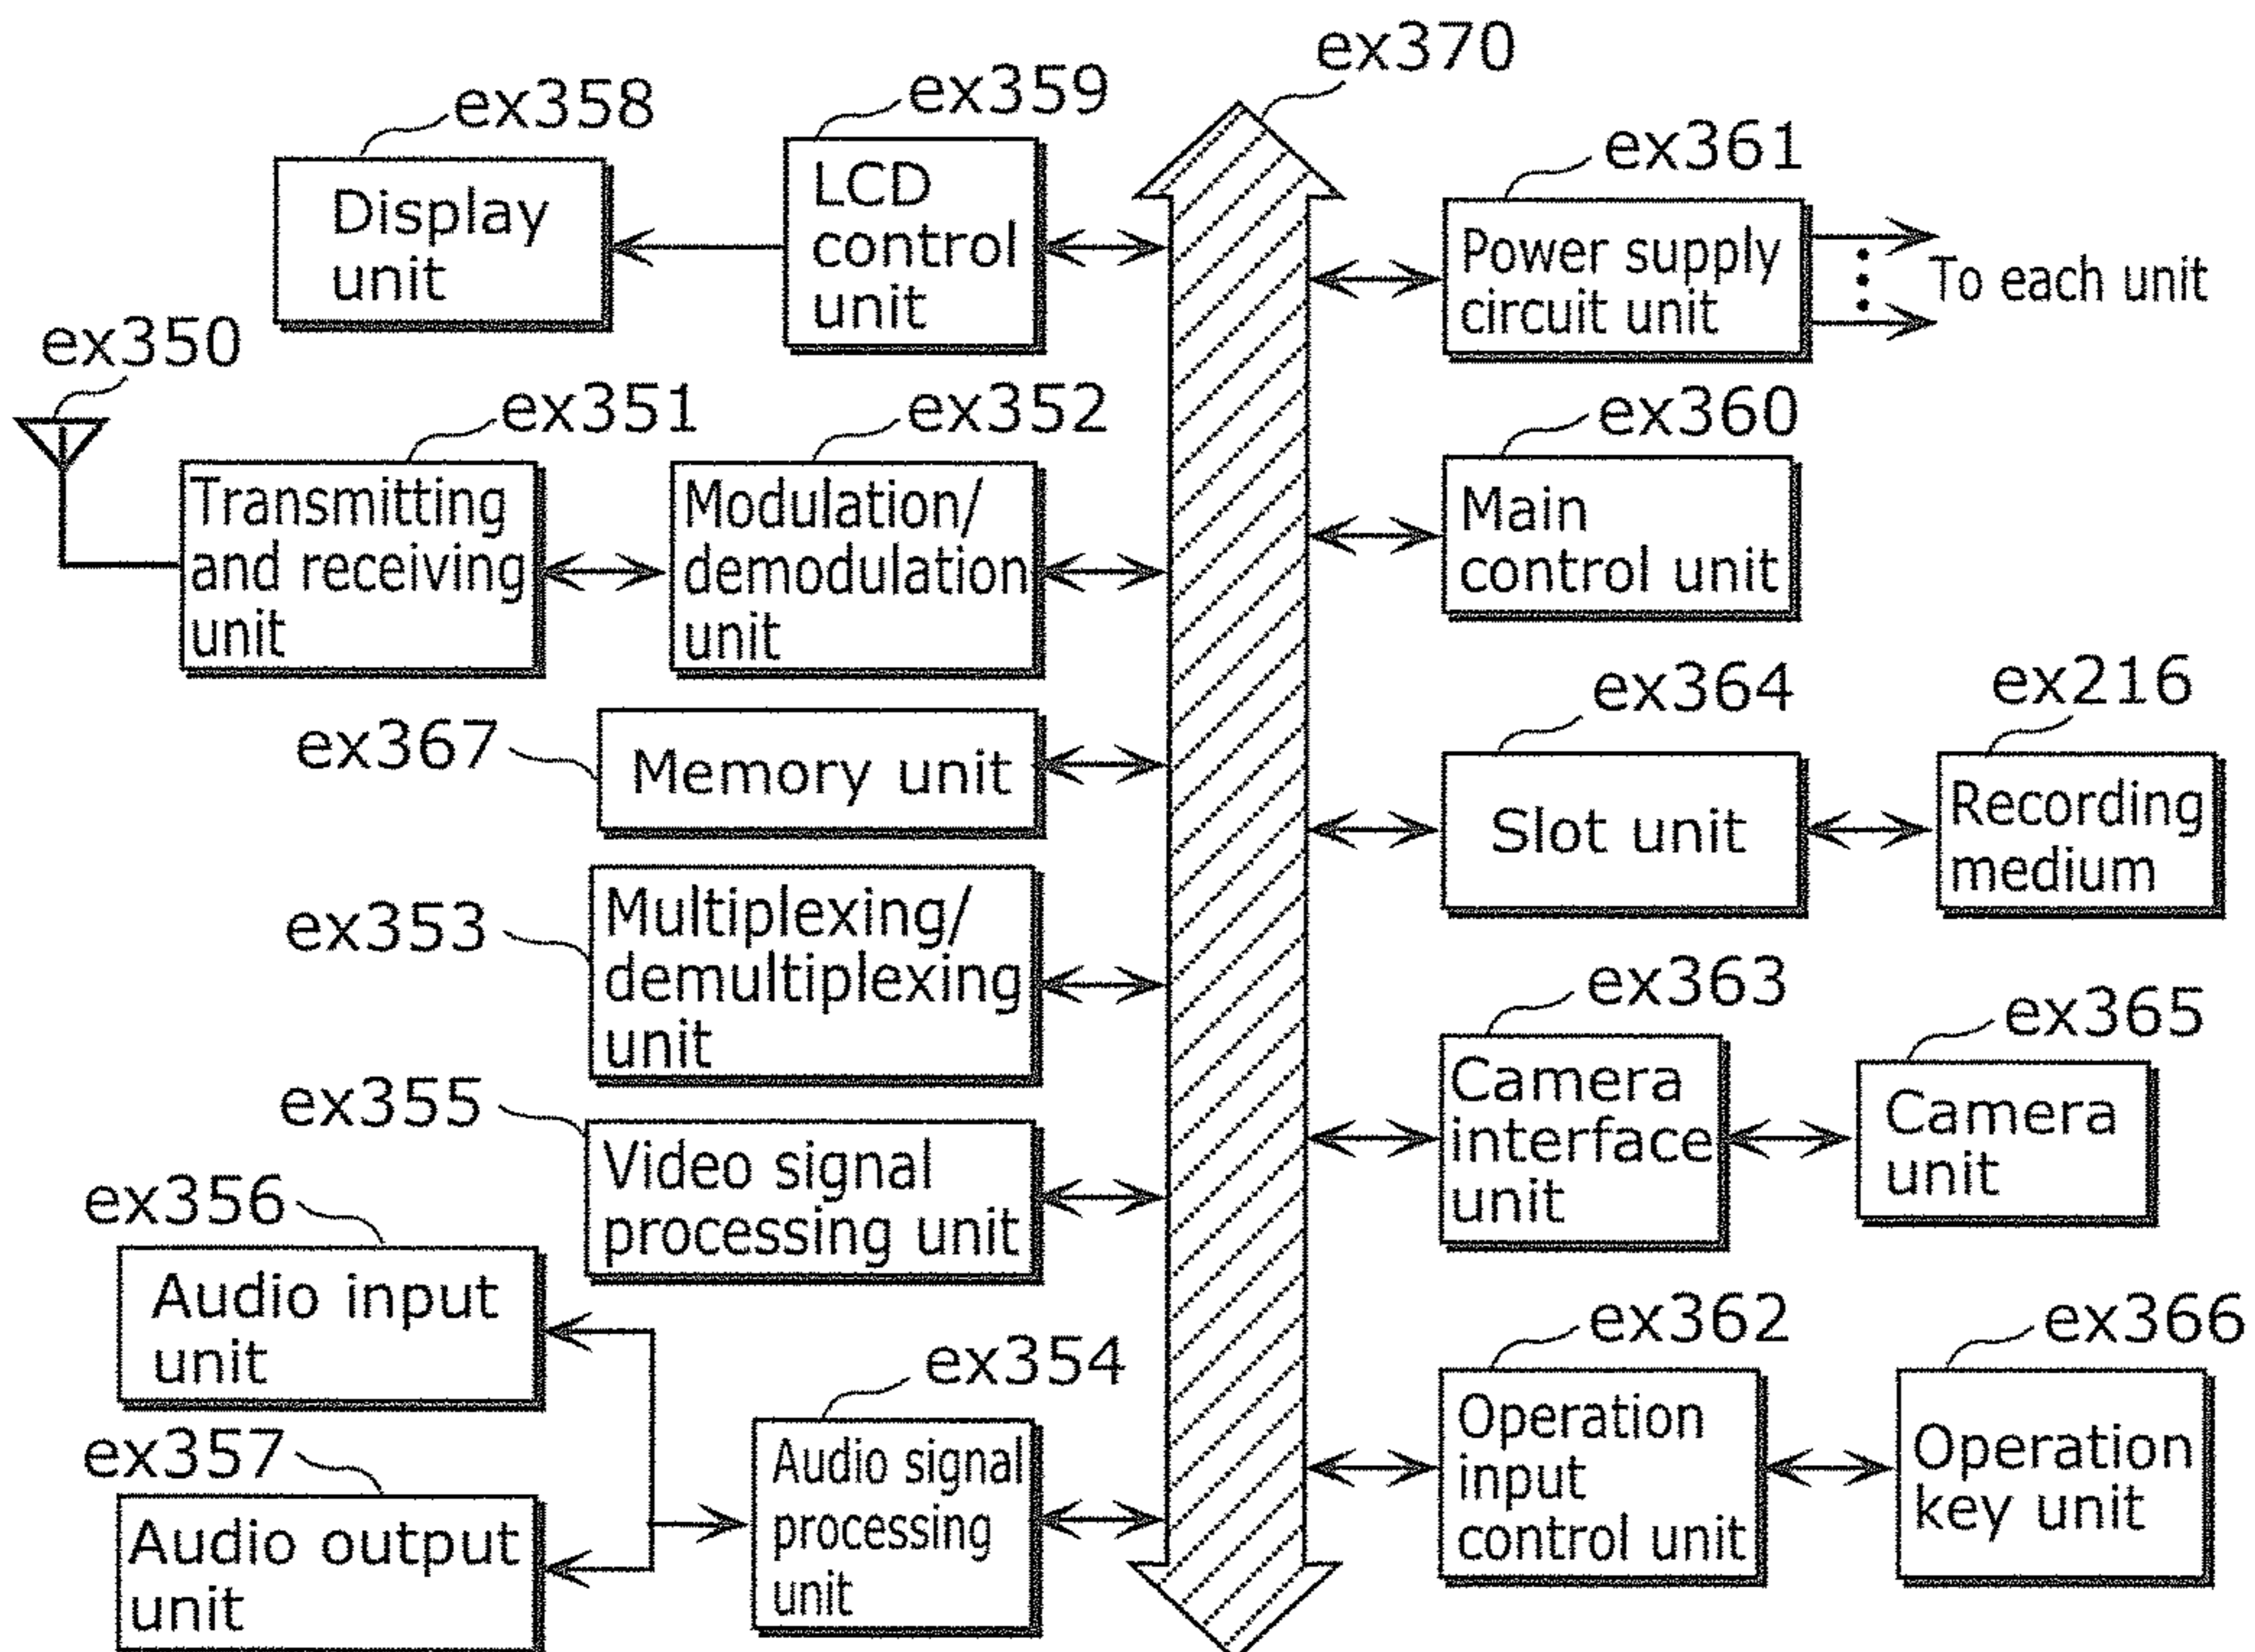 ex370
ex358
ex359
ex361
Display
unit
LCD
control
unit
Power supply
circuit unit
To each unit
ex350
ex351
ex352
ex360
Transmitting
and receiving
unit
Modulation/
demodulation
unit
Main
control unit
ex367
Memory unit
ex364
ex216
Slot unit
Recording
medium
ex353
Multiplexing/
demultiplexing
unit
ex363
ex365
Camera
interface
unit
Camera
unit
ex355
Video signal
processing unit
ex356
Audio input
unit
ex354
ex362
ex366
ex357
Audio output
unit
Audio signal
processing
unit
Operation
input
control unit
Operation
key unit